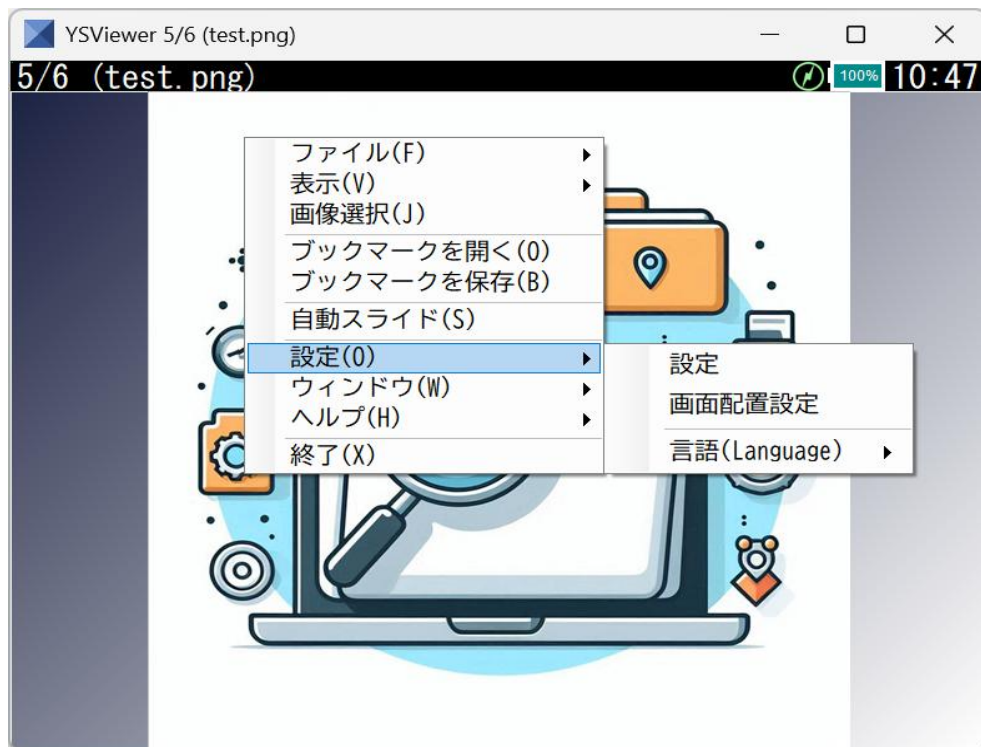 YSViewer 5/6 (test.png)
5/6 (test.png)
100%
10:47
ファイル(F)
表示(V)
画像選択(J)
ブックマークを開く(O)
ブックマークを保存(B)
自動スライド(S)
設定(O)
ウィンドウ(W)
ヘルプ(H)
終了(X)
設定
画面配置設定
言語(Language)